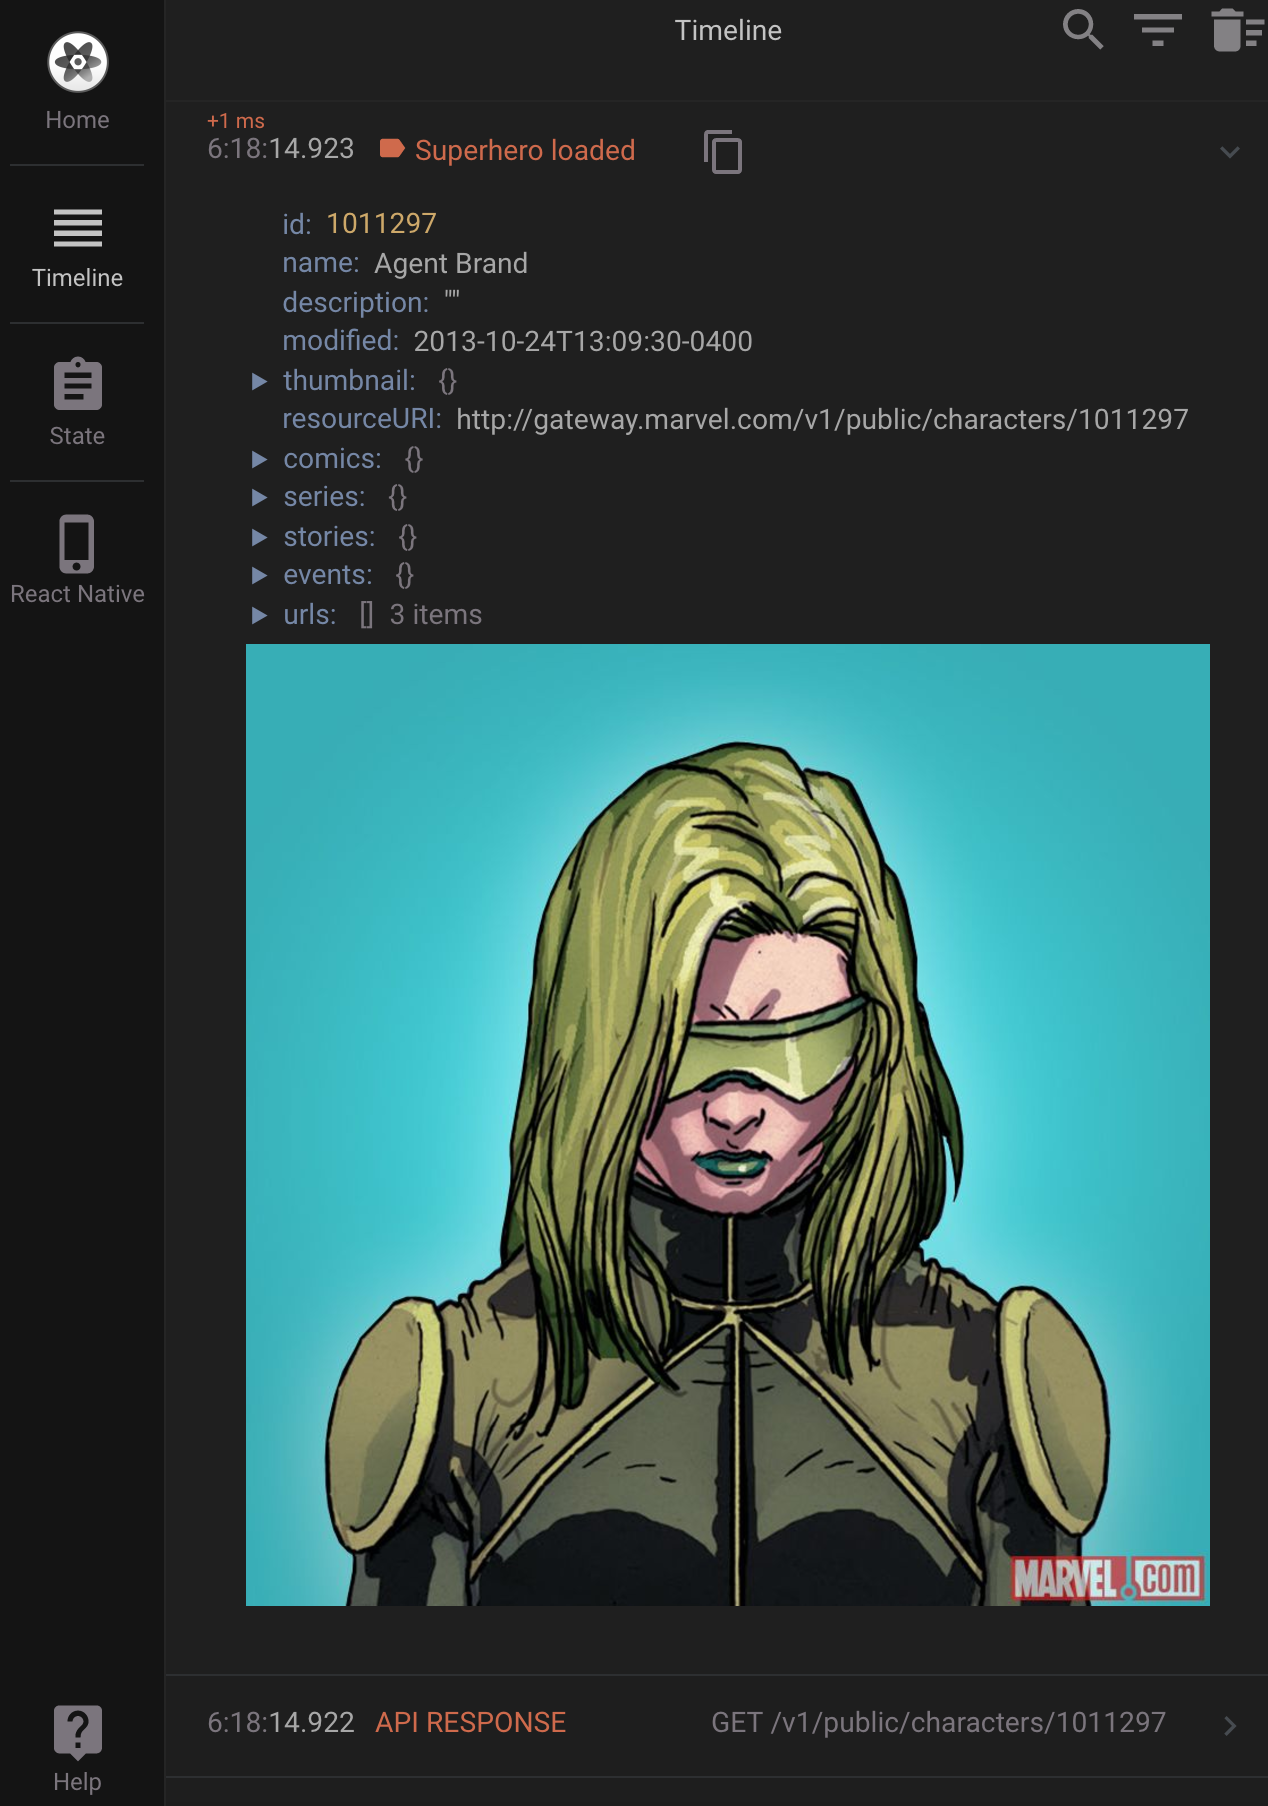 Timeline
Home
Timeline
State
React Native
Help
+1 ms
6:18:14.923 Superhero loaded
id: 1011297
name: Agent Brand
description: ""
modified: 2013-10-24T13:09:30-0400
thumbnail: {}
resourceURI: http://gateway.marvel.com/v1/public/characters/1011297
comics: {}
series: {}
stories: {}
events: {}
urls: [] 3 items
MARVEL.com
6:18:14.922 API RESPONSE GET /v1/public/characters/1011297